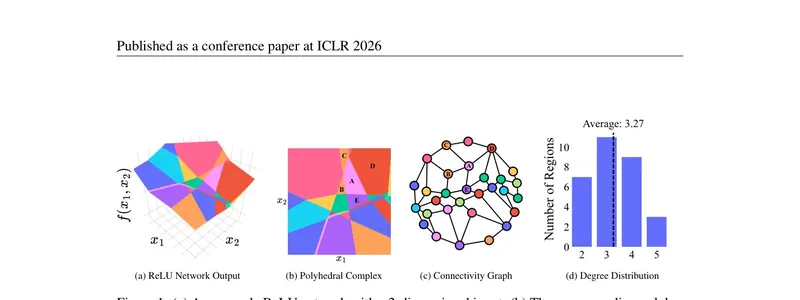 Published as a conference paper at ICLR 2026
f(x₁, x₂)
x₁
x₂
(a) ReLU Network Output
x₂
C
D
A
B
E
x₁
(b) Polyhedral Complex
C
D
A
B
E
(c) Connectivity Graph
Average: 3.27
Number of Regions
10
8
6
4
2
0
2 3 4 5
(d) Degree Distribution